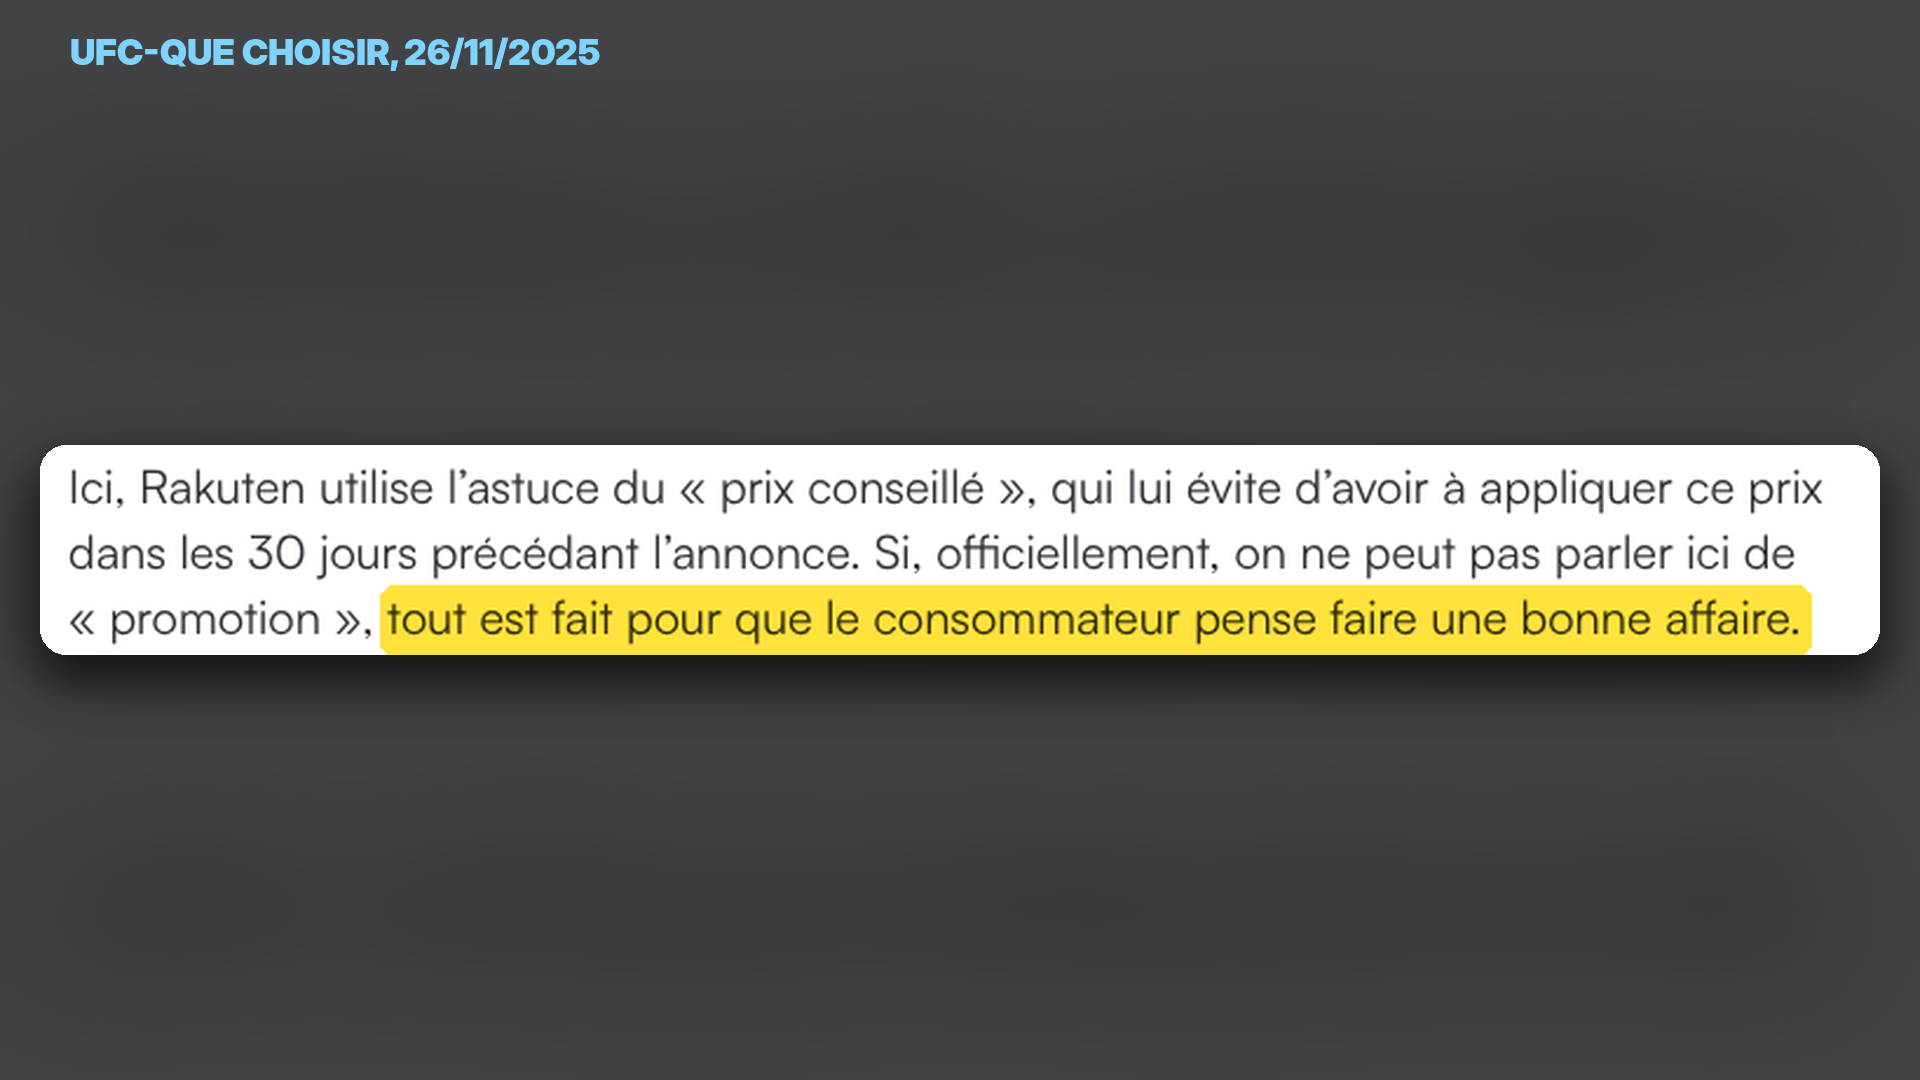 UFC-QUE CHOISIR, 26/11/2025
Ici, Rakuten utilise l’astuce du « prix conseillé », qui lui évite d’avoir à appliquer ce prix
dans les 30 jours précédant l’annonce. Si, officiellement, on ne peut pas parler ici de
« promotion », tout est fait pour que le consommateur pense faire une bonne affaire.